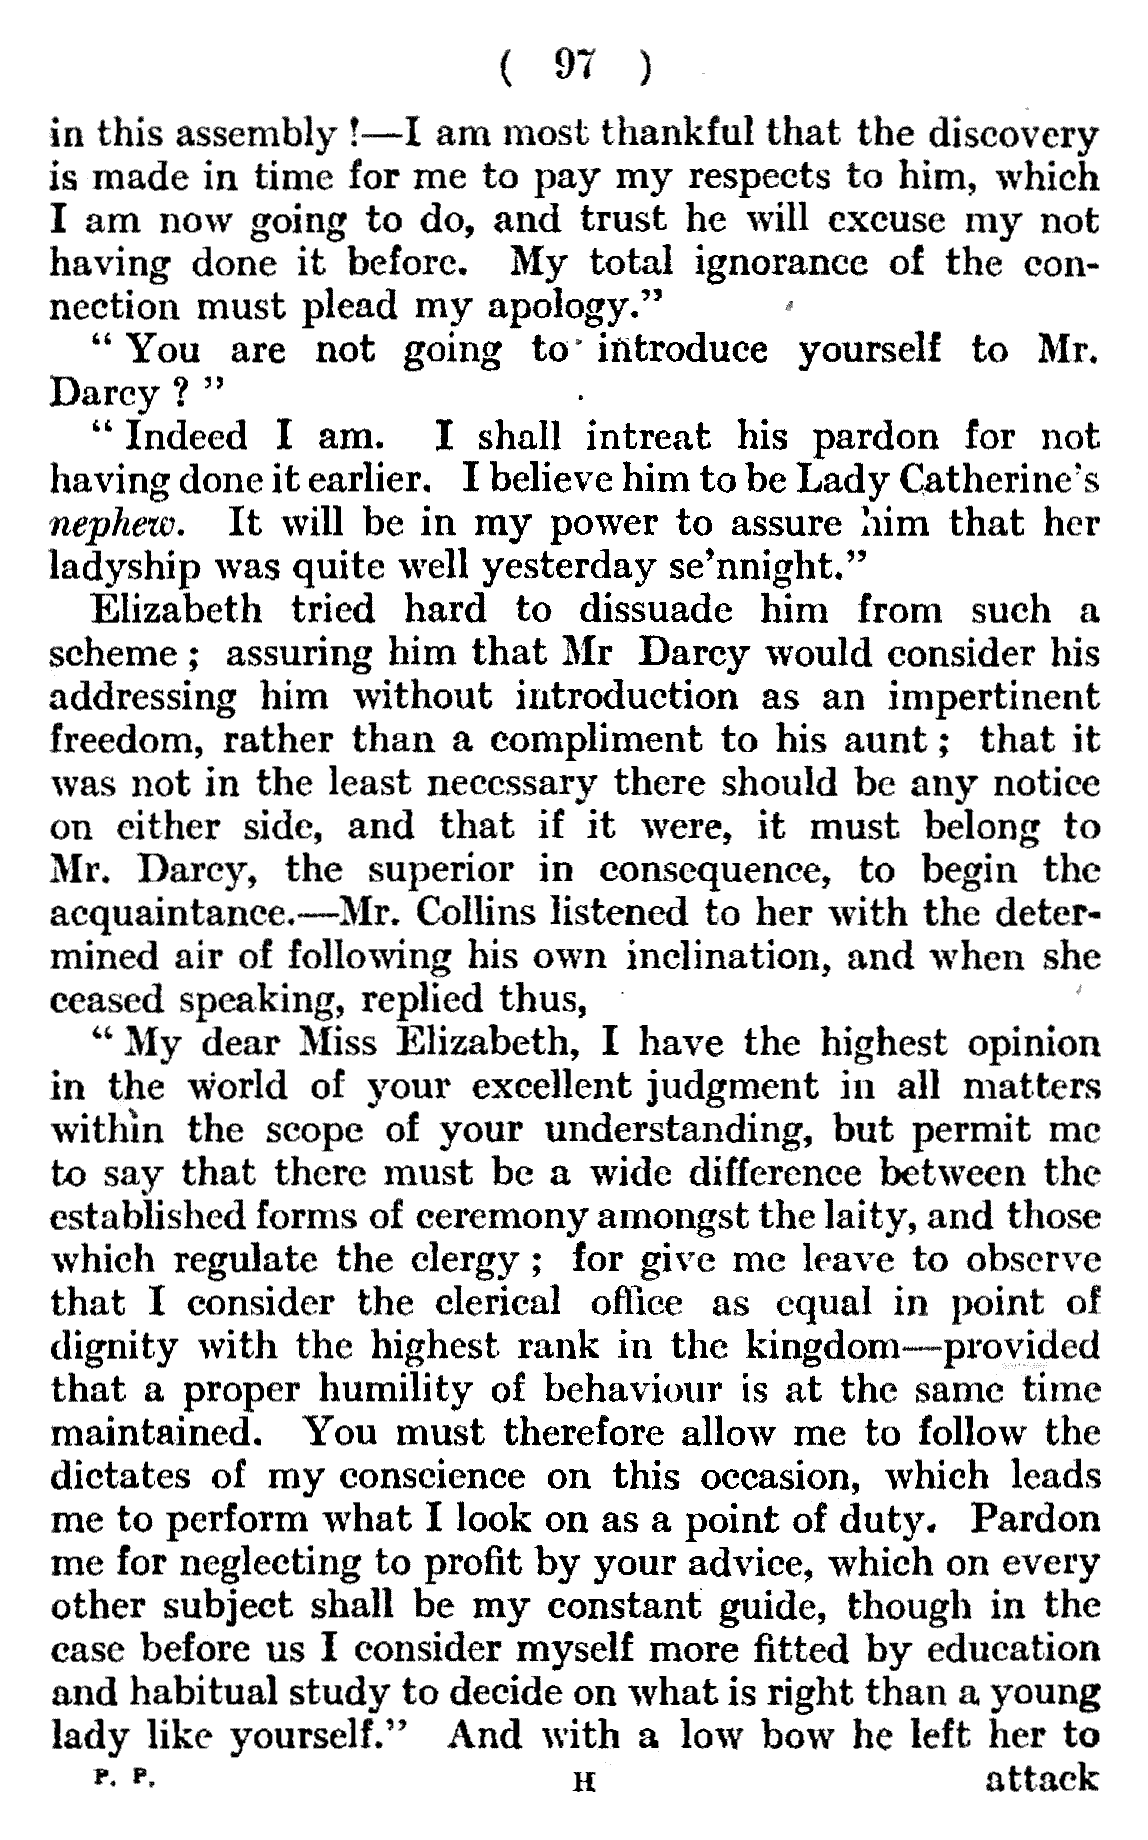 ( 97 )
in this assembly !—I am most thankful that the discovery
is made in time for me to pay my respects to him, which
I am now going to do, and trust he will excuse my not
having done it before. My total ignorance of the con-
nection must plead my apology.”
“ You are not going to introduce yourself to Mr.
Darcy ? ”
“ Indeed I am. I shall intreat his pardon for not
having done it earlier. I believe him to be Lady Catherine's
nephew. It will be in my power to assure him that her
ladyship was quite well yesterday se’nnight.”
Elizabeth tried hard to dissuade him from such a
scheme ; assuring him that Mr Darcy would consider his
addressing him without introduction as an impertinent
freedom, rather than a compliment to his aunt ; that it
was not in the least necessary there should be any notice
on either side, and that if it were, it must belong to
Mr. Darcy, the superior in consequence, to begin the
acquaintance.—Mr. Collins listened to her with the deter-
mined air of following his own inclination, and when she
ceased speaking, replied thus,
“ My dear Miss Elizabeth, I have the highest opinion
in the world of your excellent judgment in all matters
within the scope of your understanding, but permit me
to say that there must be a wide difference between the
established forms of ceremony amongst the laity, and those
which regulate the clergy ; for give me leave to observe
that I consider the clerical office as equal in point of
dignity with the highest rank in the kingdom—provided
that a proper humility of behaviour is at the same time
maintained. You must therefore allow me to follow the
dictates of my conscience on this occasion, which leads
me to perform what I look on as a point of duty. Pardon
me for neglecting to profit by your advice, which on every
other subject shall be my constant guide, though in the
case before us I consider myself more fitted by education
and habitual study to decide on what is right than a young
lady like yourself.” And with a low bow he left her to
P. P. H attack